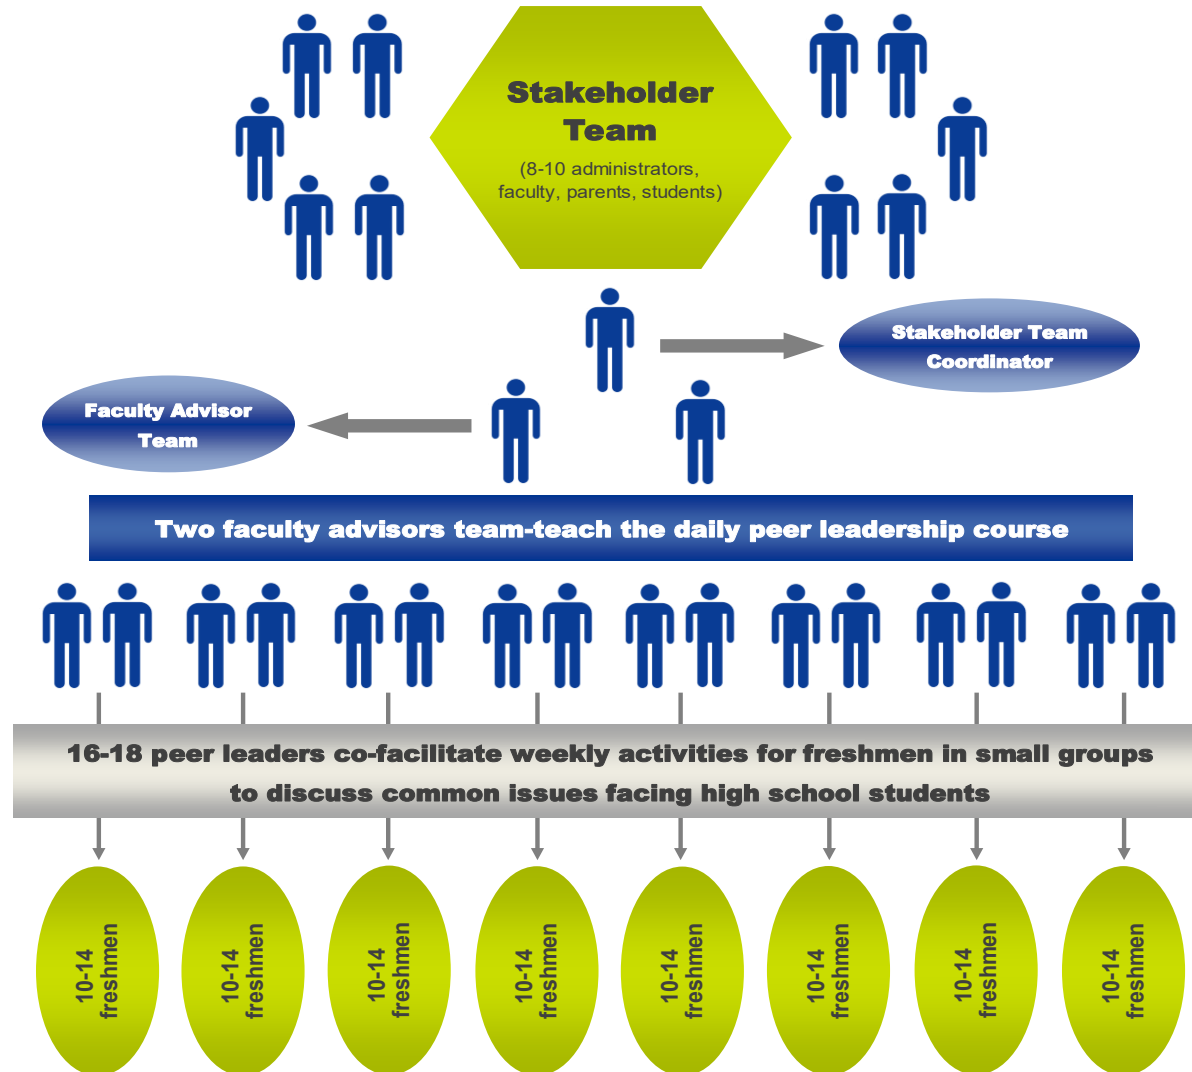 Stakeholder
Team
(8-10 administrators,
faculty, parents, students)
Stakeholder Team
Coordinator
Faculty Advisor
Team
Two faculty advisors team-teach the daily peer leadership course
16-18 peer leaders co-facilitate weekly activities for freshmen in small groups
to discuss common issues facing high school students
10-14
freshmen
10-14
freshmen
10-14
freshmen
10-14
freshmen
10-14
freshmen
10-14
freshmen
10-14
freshmen
10-14
freshmen